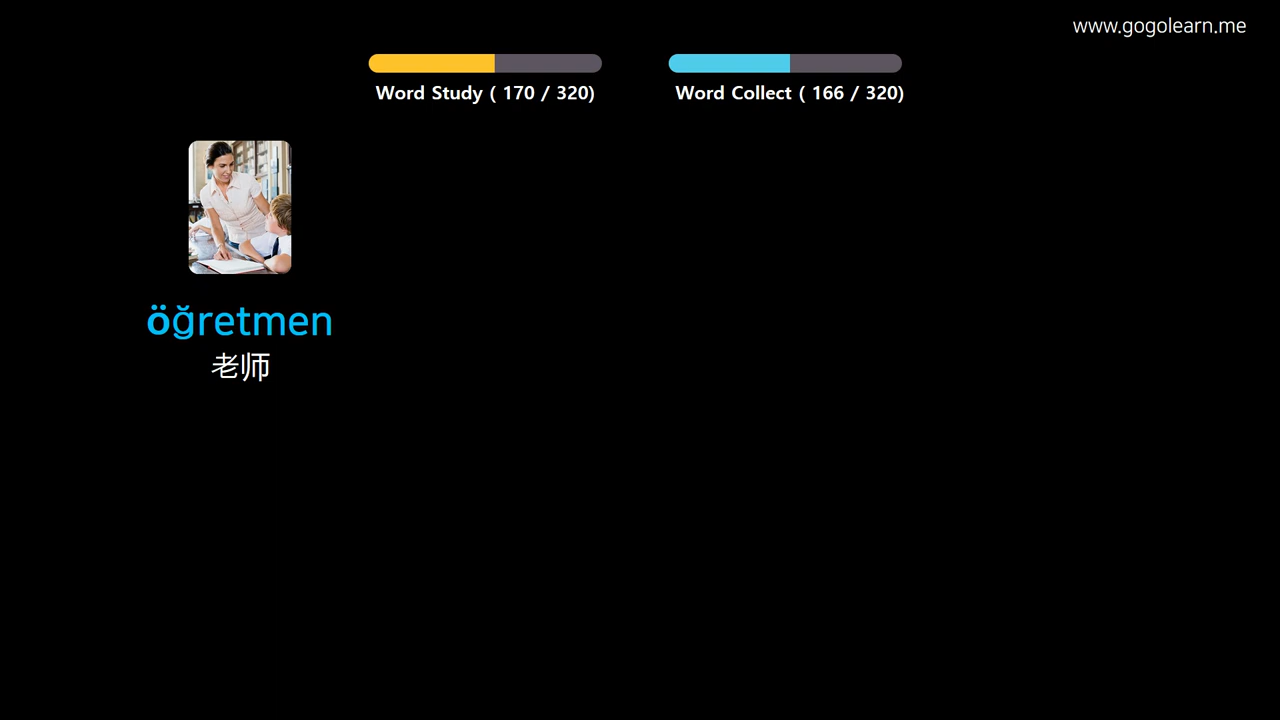 www.gogolearn.me
Word Study ( 170 / 320)
Word Collect ( 166 / 320)
öğretmen
老师